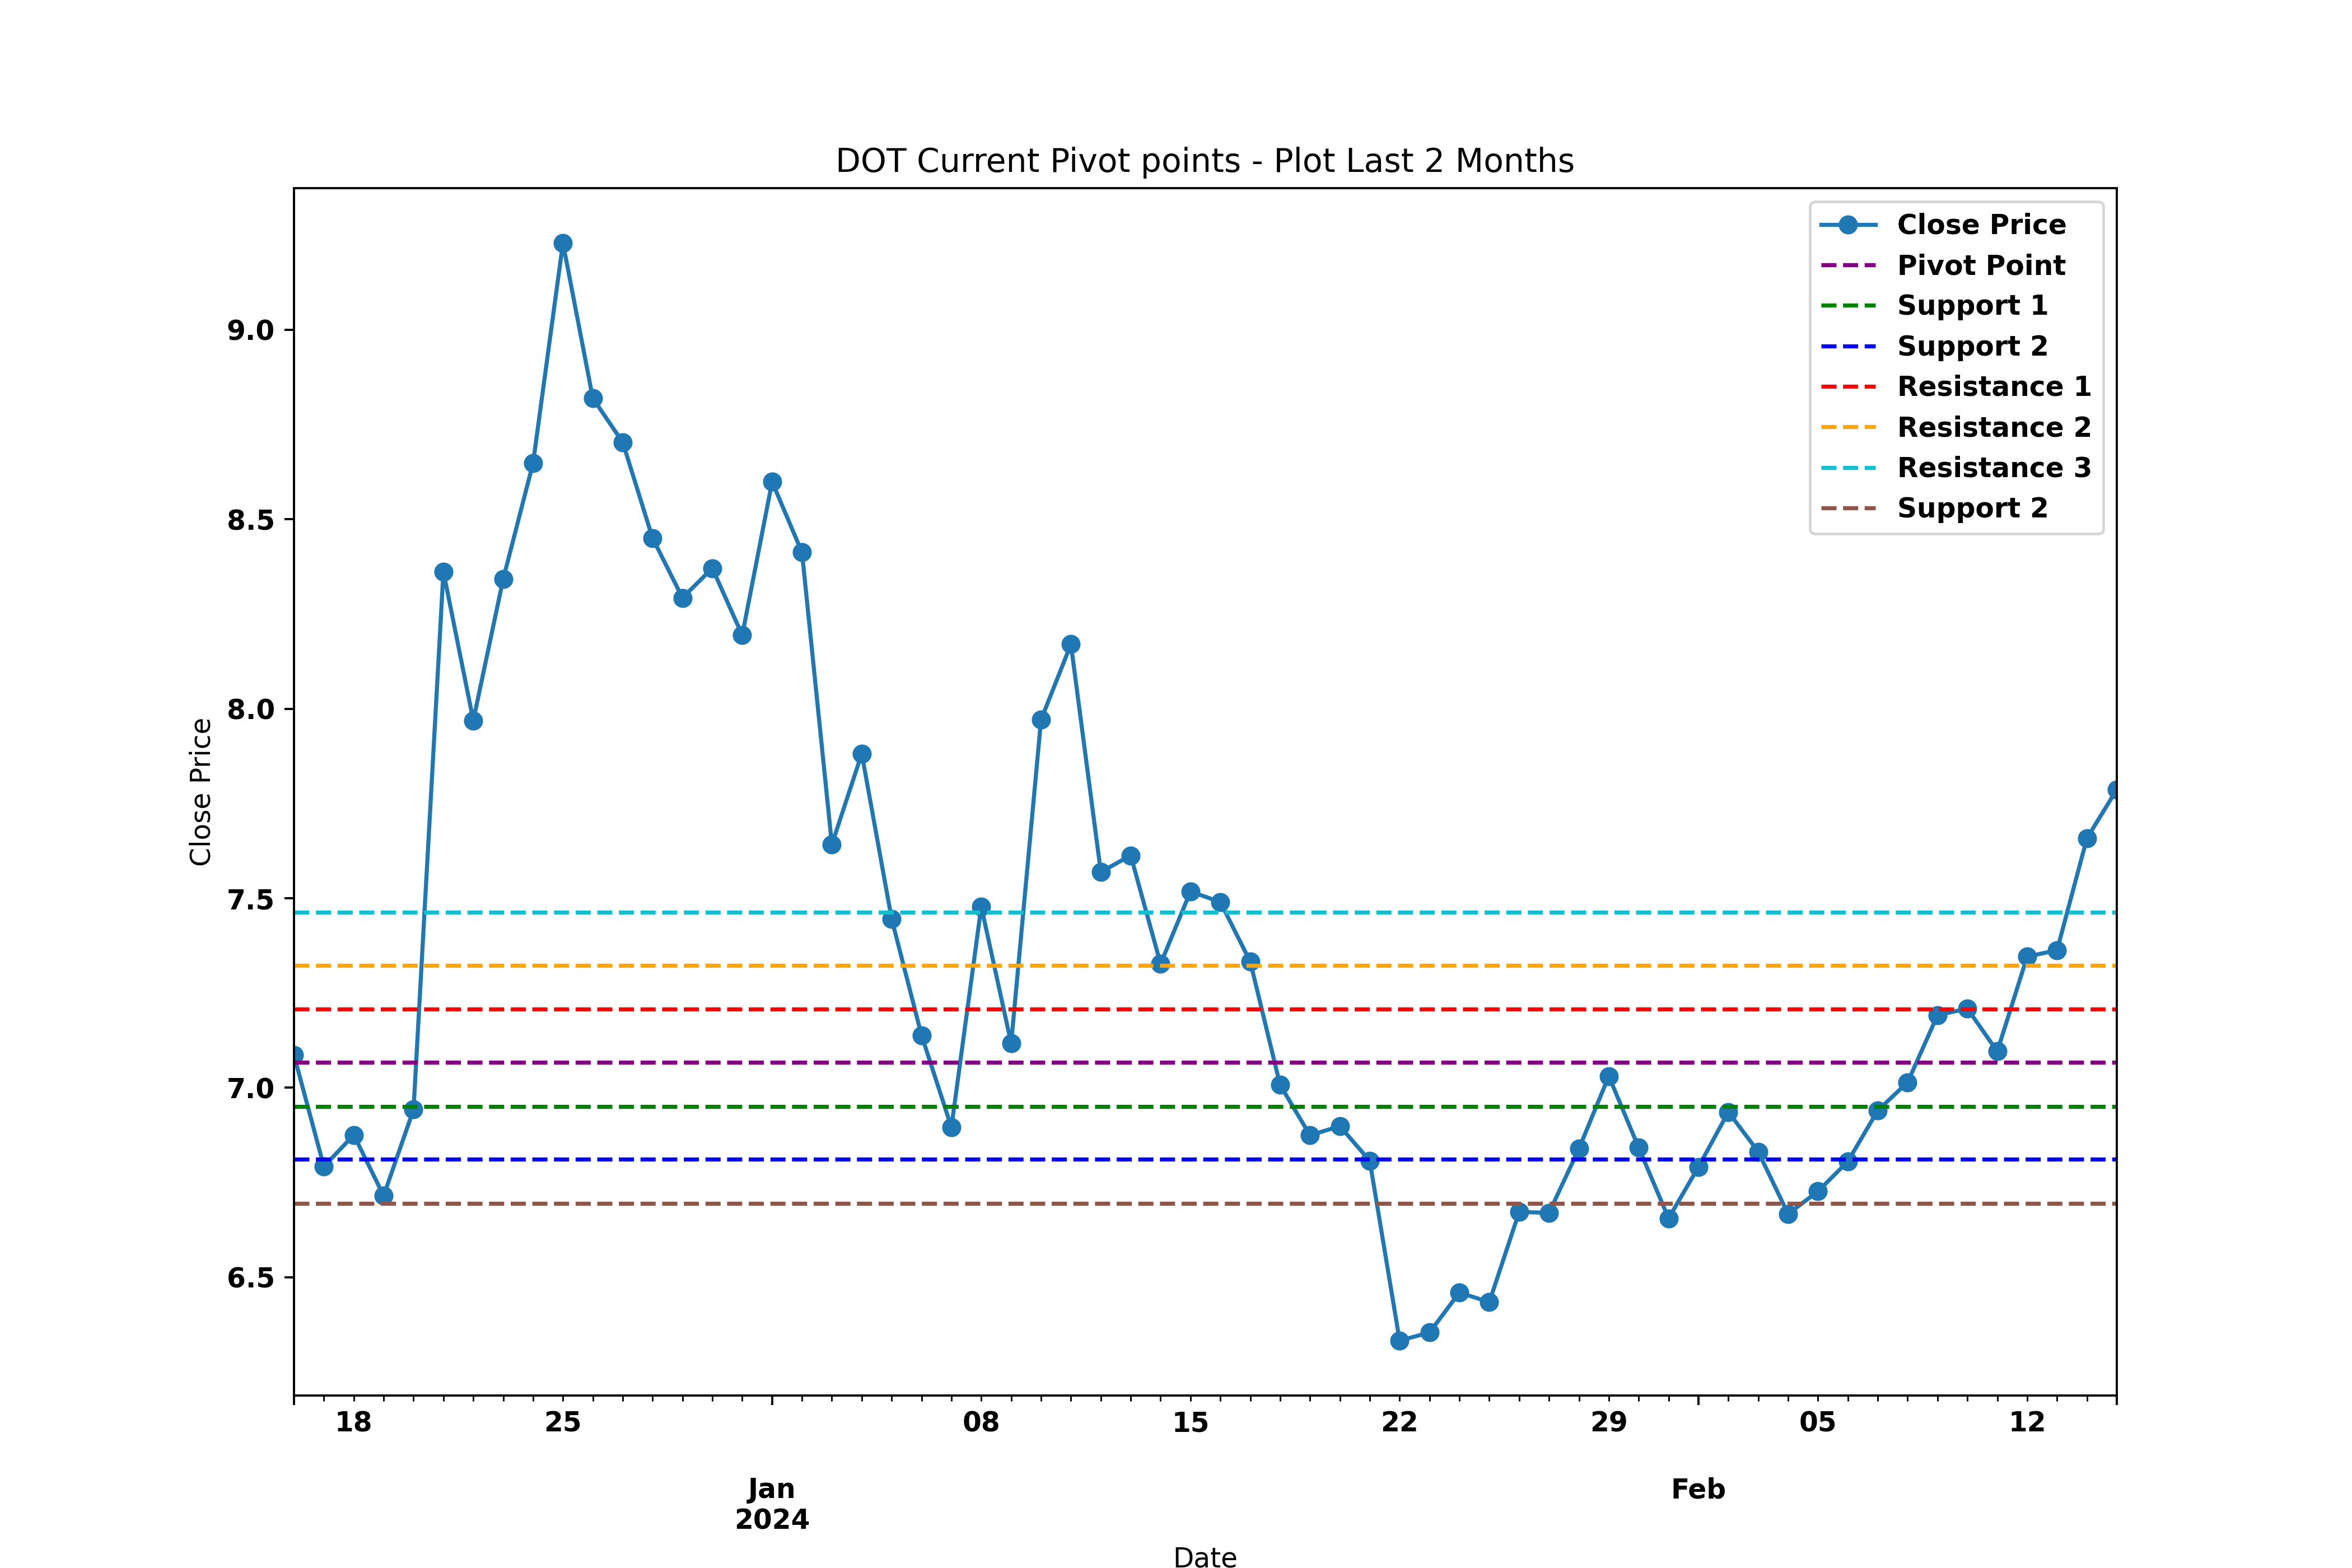 DOT Current Pivot points - Plot Last 2 Months
Close Price
Pivot Point
Support 1
Support 2
Resistance 1
Resistance 2
Resistance 3
Support 2
9.0
8.5
8.0
7.5
7.0
6.5
Close Price
18 25 08 15 22 29 05 12
Jan Feb
2024
Date